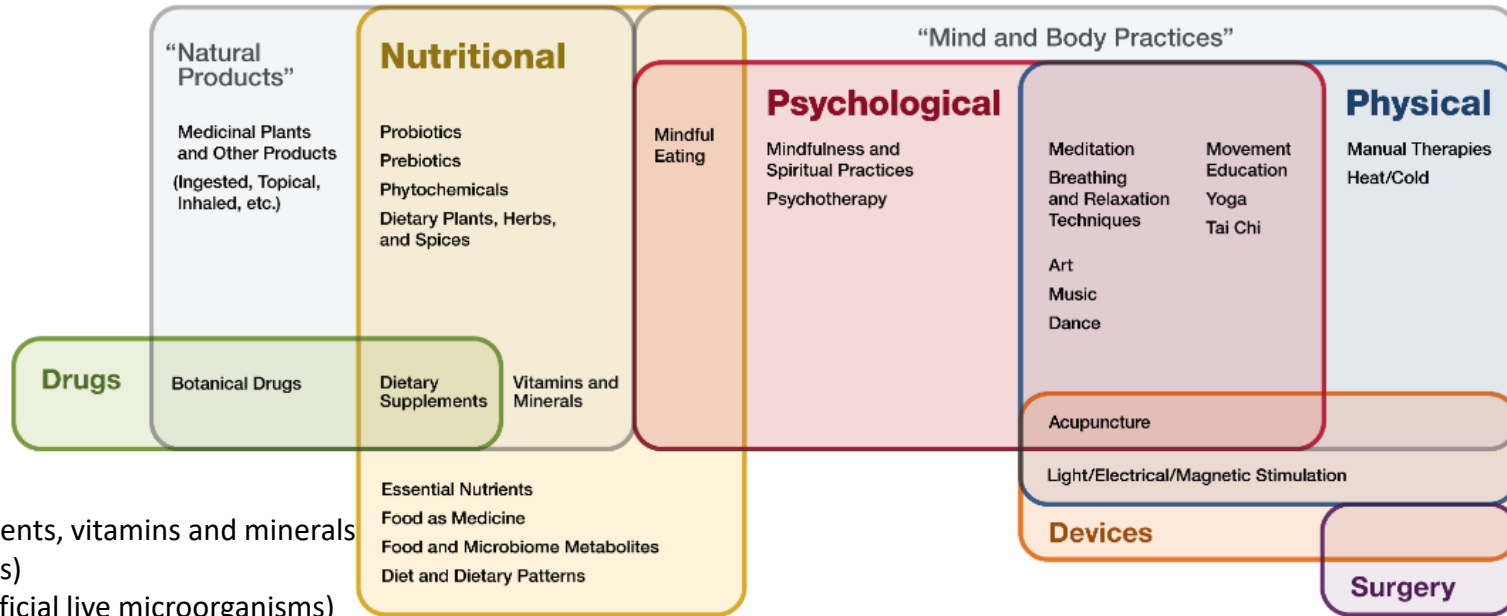 "Natural
Products"
Medicinal Plants
and Other Products
(Ingested, Topical,
Inhaled, etc.)
Nutritional
Probiotics
Prebiotics
Phytochemicals
Dietary Plants, Herbs,
and Spices
Mindful
Eating
"Mind and Body Practices"
Psychological
Mindfulness and
Spiritual Practices
Psychotherapy
Meditation
Breathing
and Relaxation
Techniques
Art
Music
Dance
Movement
Education
Yoga
Tai Chi
Physical
Manual Therapies
Heat/Cold
Drugs
Botanical Drugs
Dietary
Supplements
Vitamins and
Minerals
Acupuncture
Light/Electrical/Magnetic Stimulation
Devices
Surgery
Essential Nutrients
Food as Medicine
Food and Microbiome Metabolites
Diet and Dietary Patterns
ents, vitamins and minerals
s)
ficial live microorganisms)